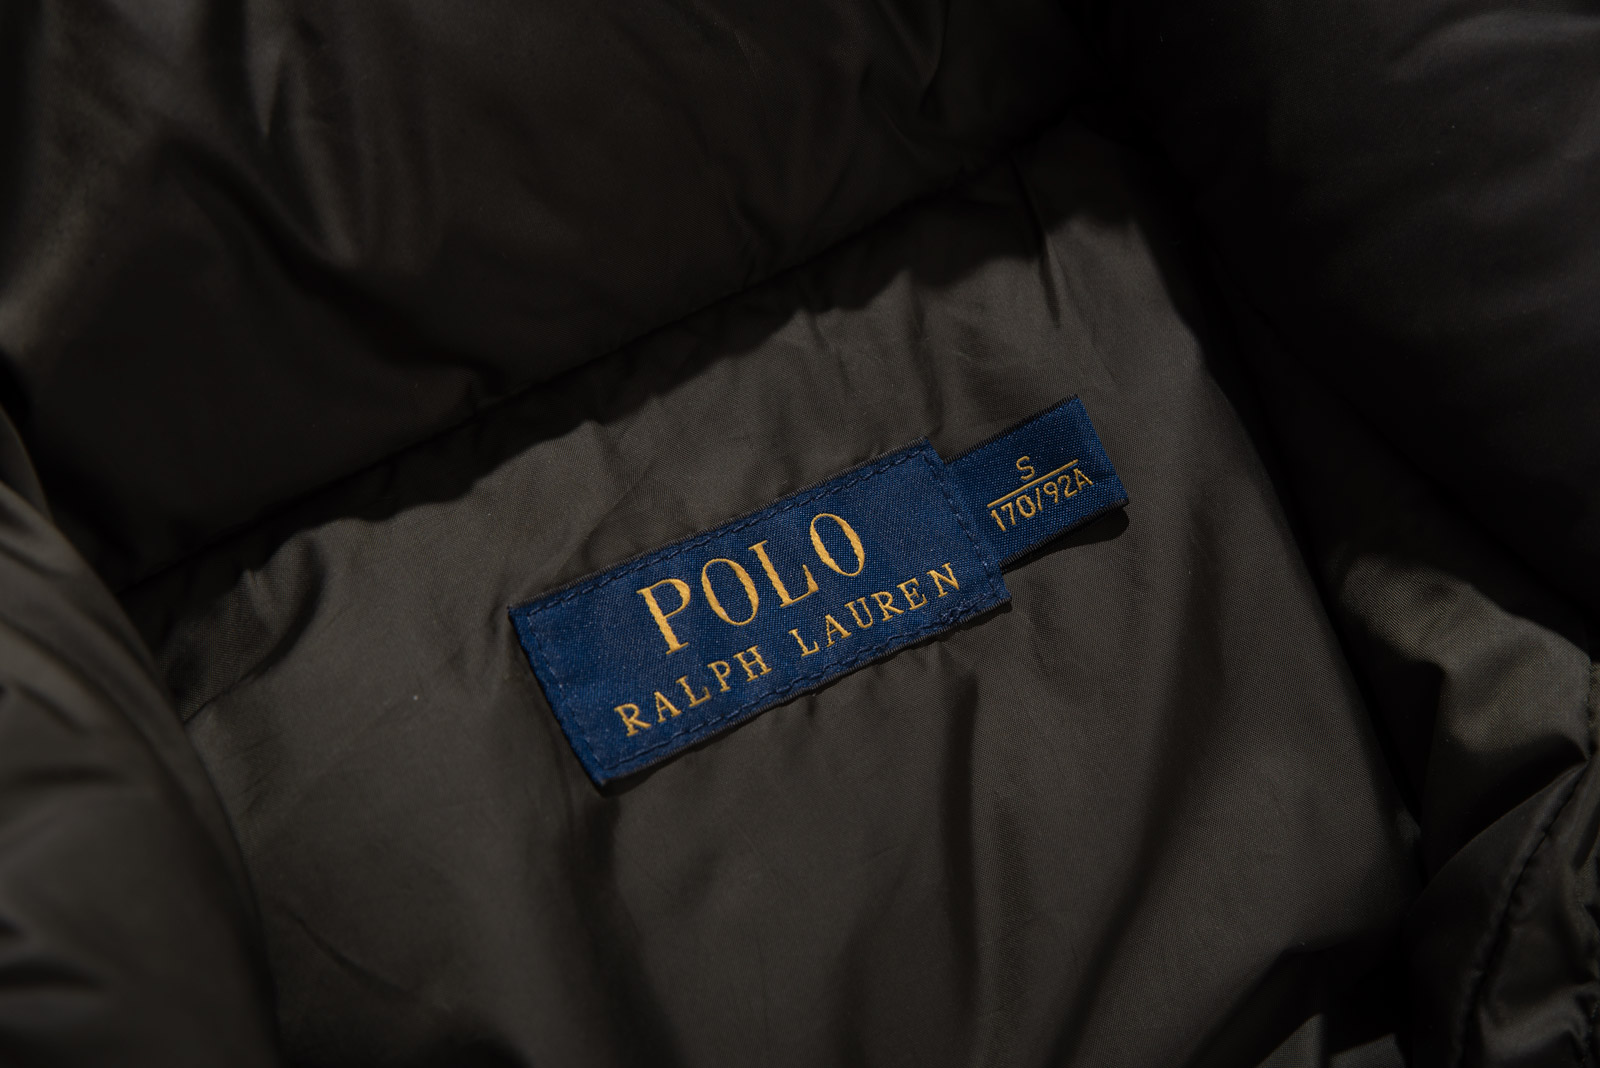 POLO
RALPH LAUREN
S
170/92A